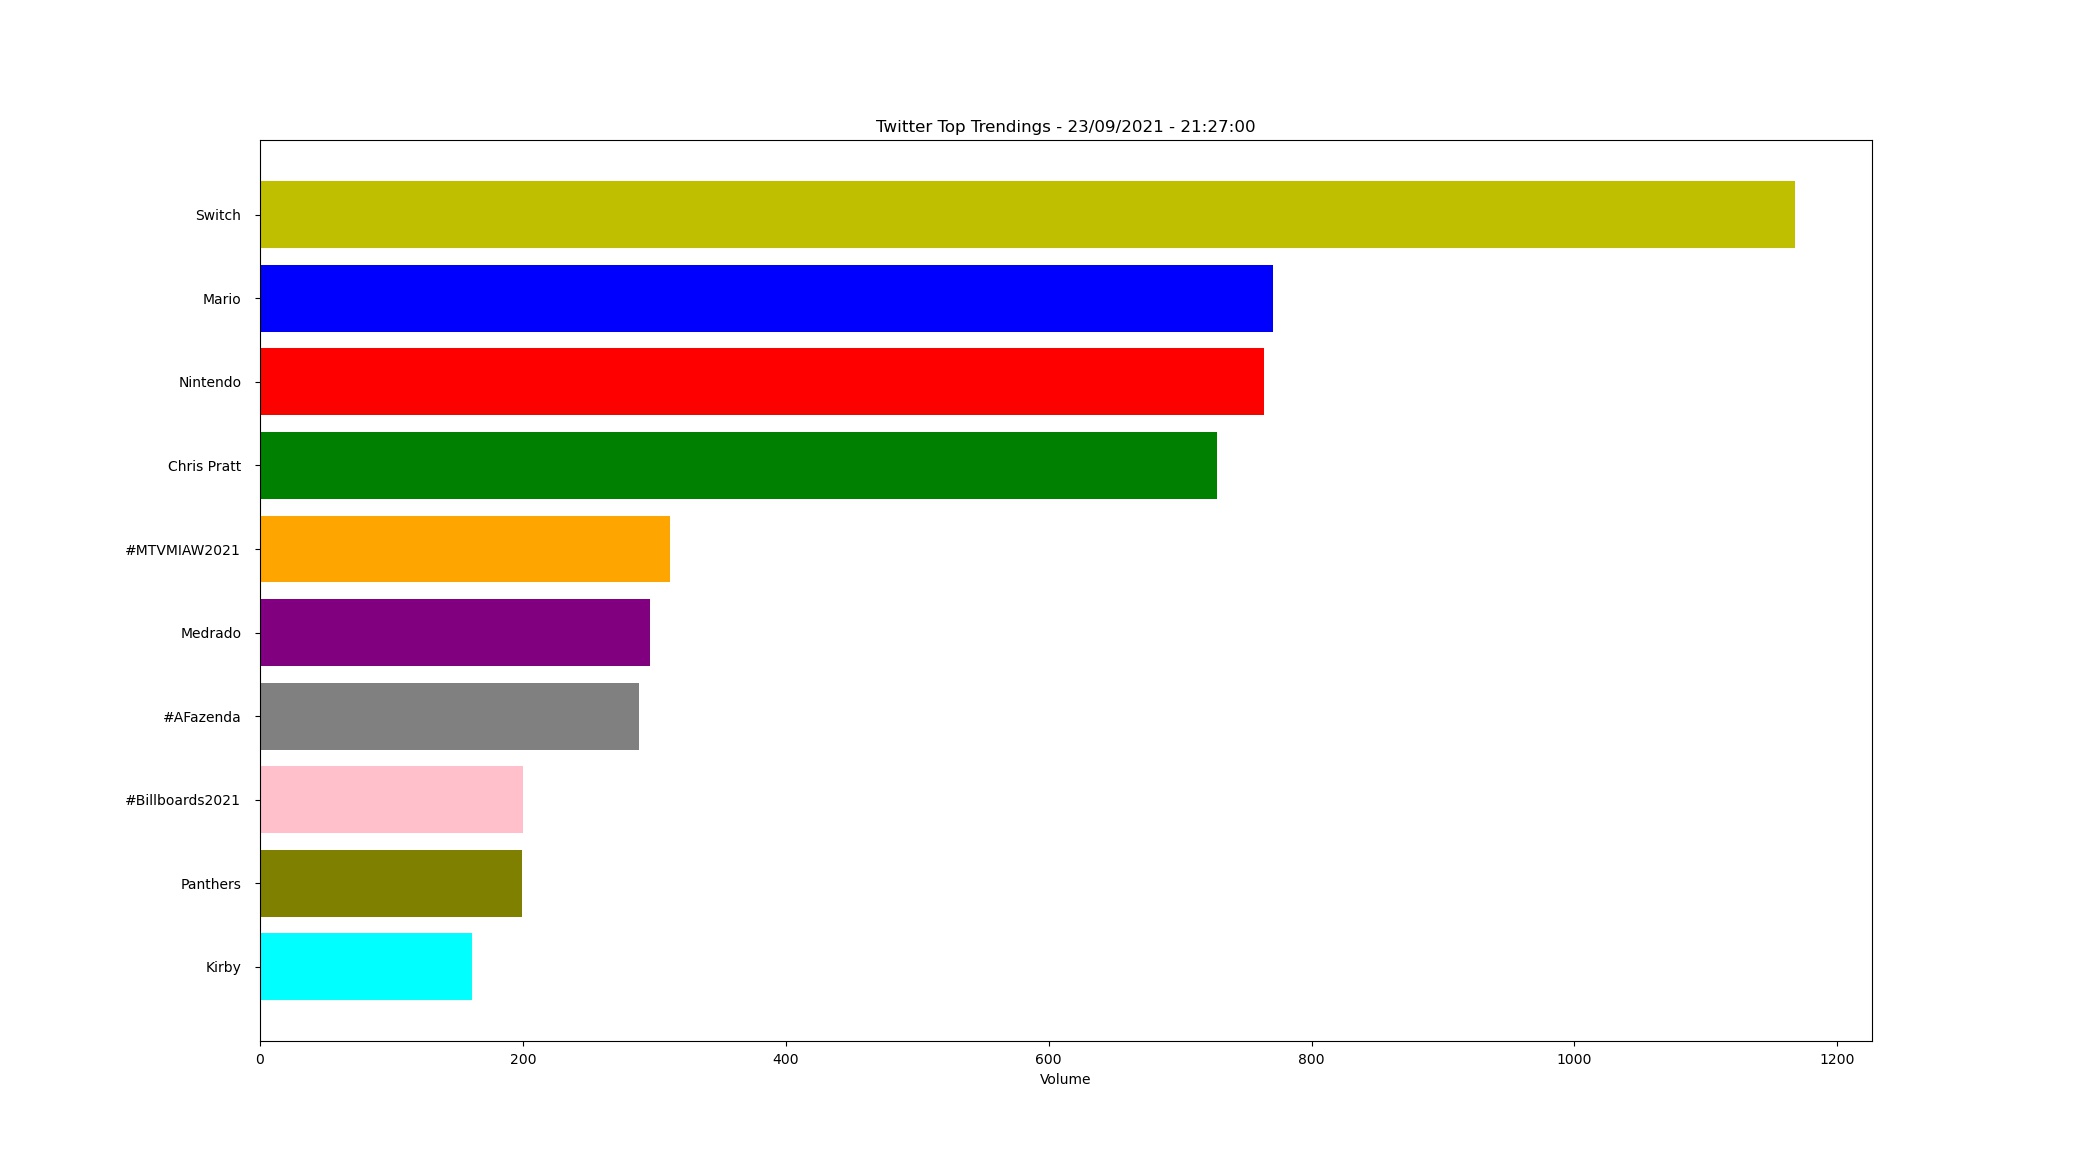 Twitter Top Trendings - 23/09/2021 - 21:27:00
Switch
Mario
Nintendo
Chris Pratt
#MTVMIAW2021
Medrado
#AFazenda
#Billboards2021
Panthers
Kirby
0 200 400 600 800 1000 1200
Volume